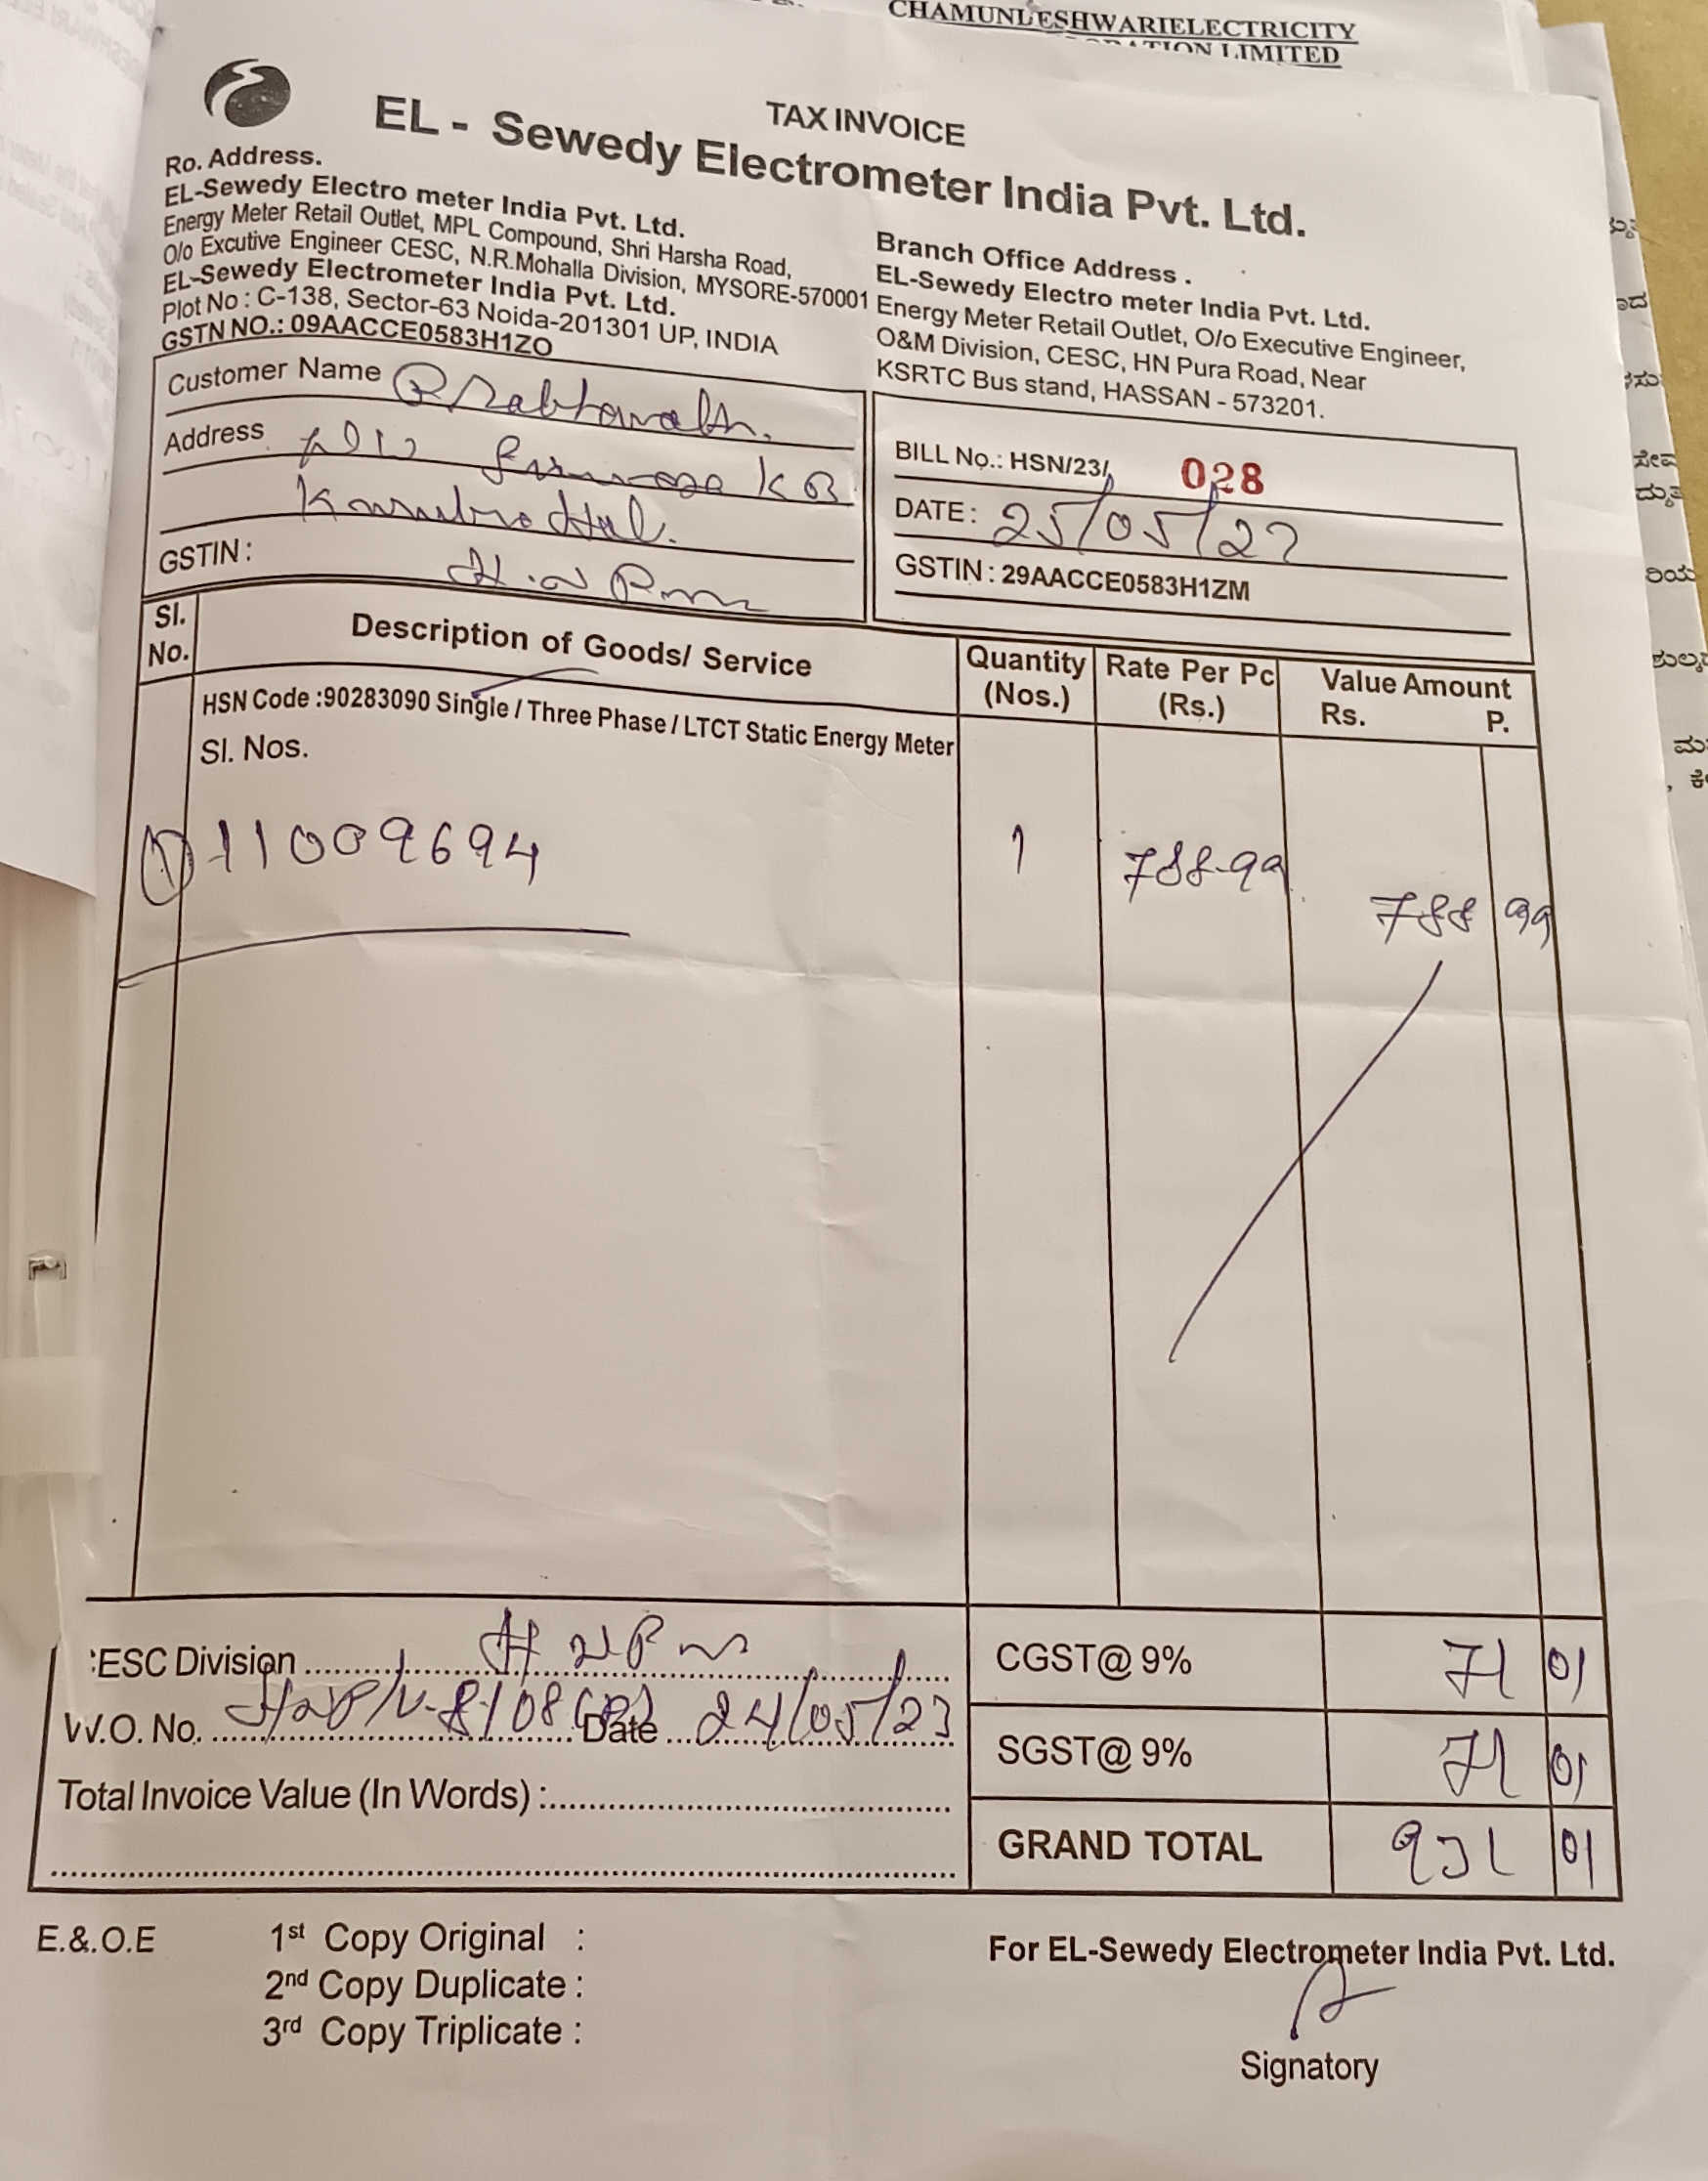 CHAMUNDESHWARIELECTRICITY
LIMITED
TAX INVOICE
EL - Sewedy Electrometer India Pvt. Ltd.
Ro. Address.
EL-Sewedy Electro meter India Pvt. Ltd.
Energy Meter Retail Outlet, MPL Compound, Shri Harsha Road,
O/o Excutive Engineer CESC, N.R.Mohalla Division, MYSORE-570001
EL-Sewedy Electrometer India Pvt. Ltd.
Plot No : C-138, Sector-63 Noida-201301 UP, INDIA
GSTN NO.: 09AACCE0583H1ZO
Branch Office Address .
EL-Sewedy Electro meter India Pvt. Ltd.
Energy Meter Retail Outlet, O/o Executive Engineer,
O&M Division, CESC, HN Pura Road, Near
KSRTC Bus stand, HASSAN - 573201.
Customer Name
Address
GSTIN :
BILL No.: HSN/23/ 028
DATE : 25/05/23
GSTIN : 29AACCE0583H1ZM
Sl. No. Description of Goods/ Service Quantity (Nos.) Rate Per Pc (Rs.) Value Amount Rs. P.
HSN Code :90283090 Single / Three Phase / LTCT Static Energy Meter
Sl. Nos.
1 11009694 1 788-99 788 99
ESC Division
W.O. No. Date 24/05/23
Total Invoice Value (In Words) :
CGST@ 9% 71 01
SGST@ 9% 71 01
GRAND TOTAL 931 01
E.&.O.E
1st Copy Original :
2nd Copy Duplicate :
3rd Copy Triplicate :
For EL-Sewedy Electrometer India Pvt. Ltd.
Signatory